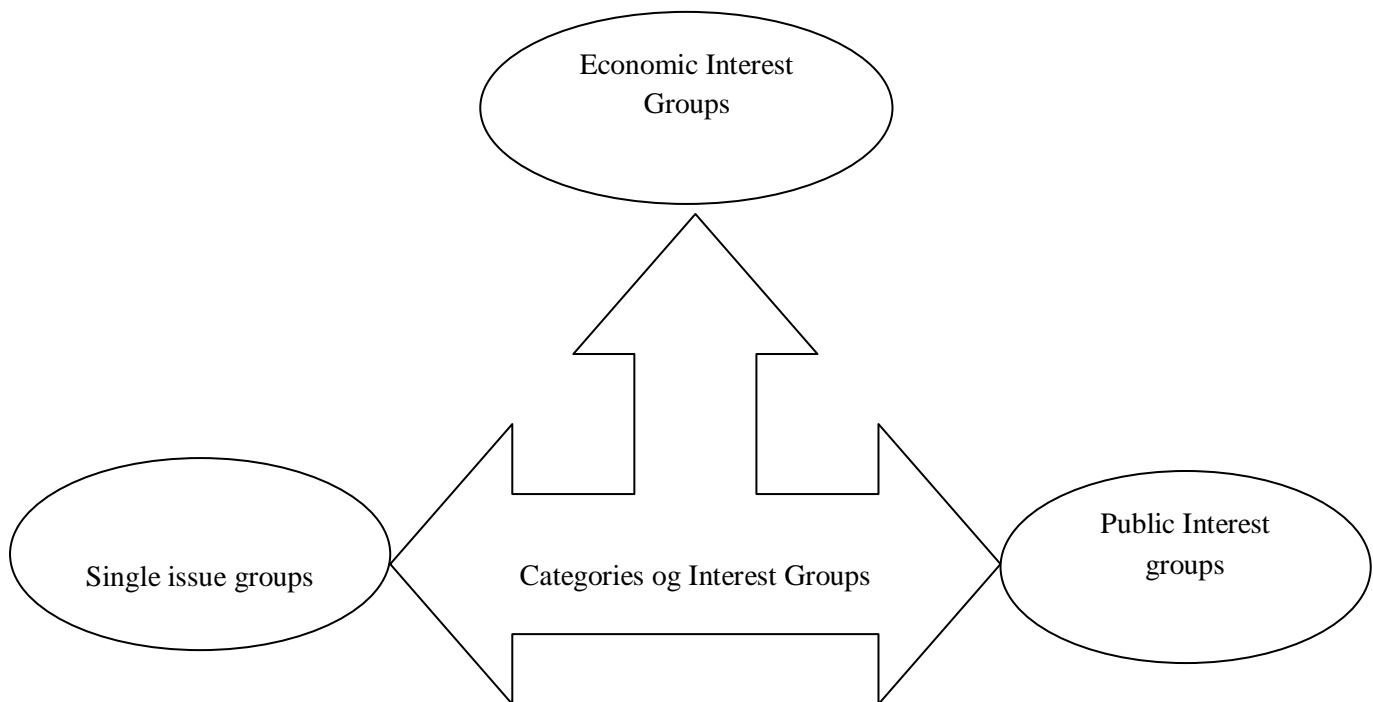 Economic Interest
Groups
Single issue groups
Categories og Interest Groups
Public Interest
groups